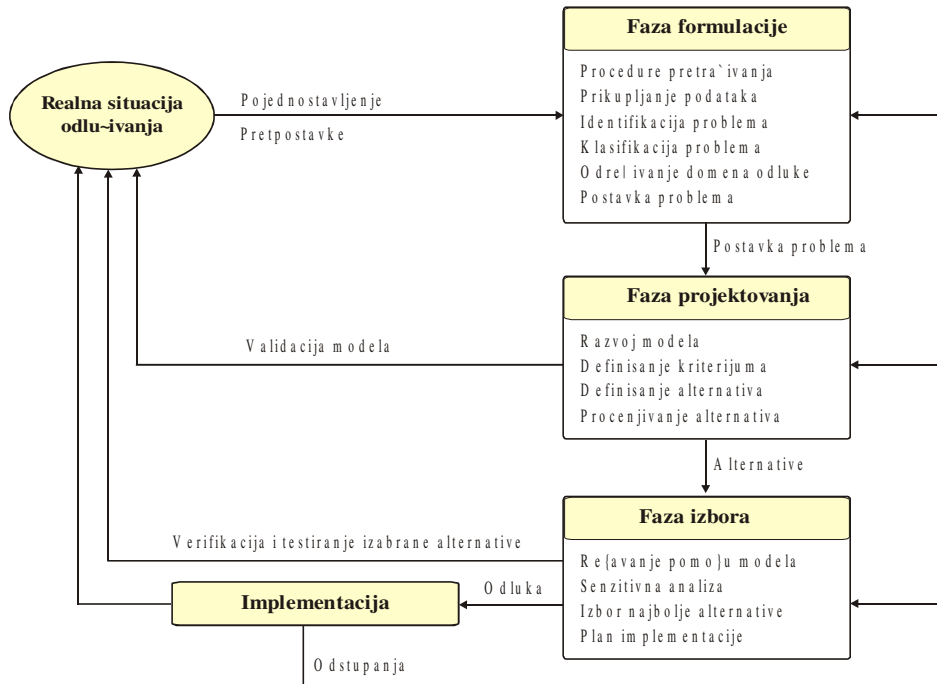 Faza formulacije
Procedure pretra`ivanja
Prikupljanje podataka
Identifikacija problema
Klasifikacija problema
Odre|ivanje domena odluke
Postavka problema
Realna situacija
odlu~ivanja
Pojednostavljenje
Pretpostavke
Postavka problema
Faza projektovanja
Razvoj modela
Definisanje kriterijuma
Definisanje alternativa
Procenjivanje alternativa
Validacija modela
Alternative
Faza izbora
Re{avanje pomo}u modela
Senzitivna analiza
Izbor najbolje alternative
Plan implementacije
Verifikacija i testiranje izabrane alternative
Odluka
Implementacija
Odstupanja